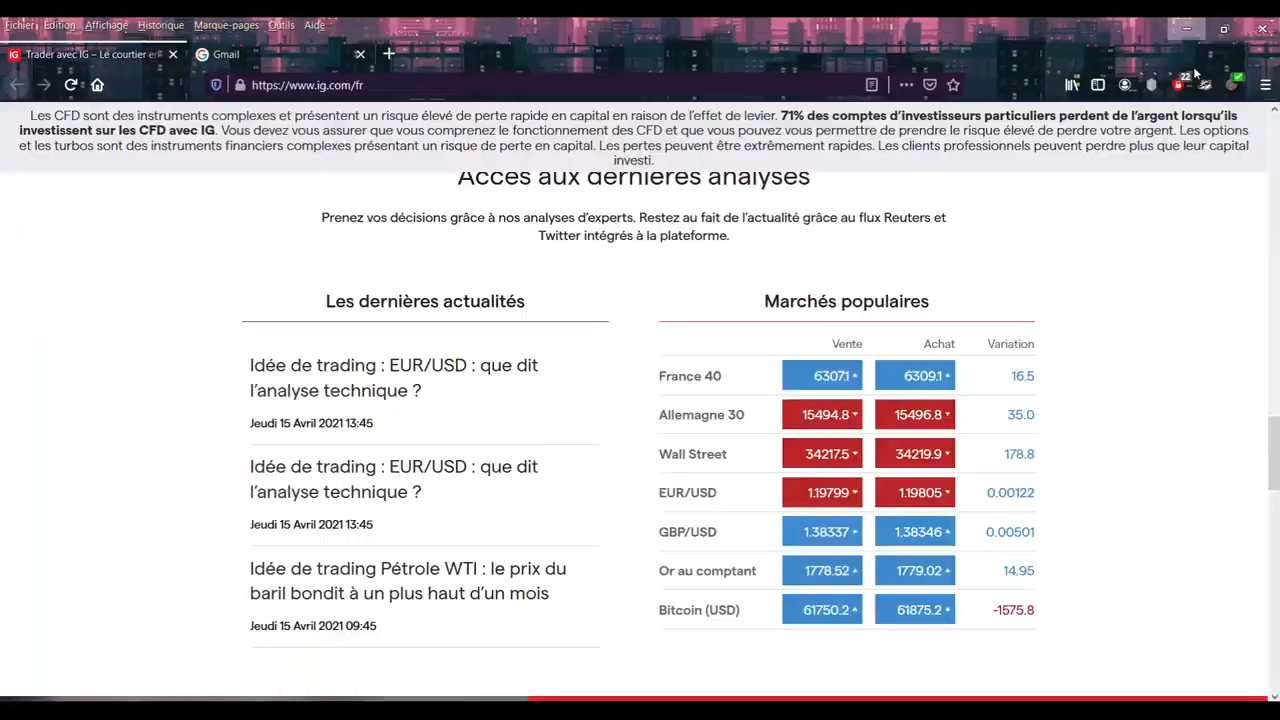 Fichier Edition Affichage Historique Marque-pages Outils Aide
IG Trader avec IG – Le courtier en
Gmail
https://www.ig.com/fr
22
Les CFD sont des instruments complexes et présentent un risque élevé de perte rapide en capital en raison de l'effet de levier. 71% des comptes d'investisseurs particuliers perdent de l'argent lorsqu'ils
investissent sur les CFD avec IG. Vous devez vous assurer que vous comprenez le fonctionnement des CFD et que vous pouvez vous permettre de prendre le risque élevé de perdre votre argent. Les options
et les turbos sont des instruments financiers complexes présentant un risque de perte en capital. Les pertes peuvent être extrêmement rapides. Les clients professionnels peuvent perdre plus que leur capital
investi.
Accès aux dernières analyses
Prenez vos décisions grâce à nos analyses d'experts. Restez au fait de l'actualité grâce au flux Reuters et
Twitter intégrés à la plateforme.
Les dernières actualités
Idée de trading : EUR/USD : que dit
l'analyse technique ?
Jeudi 15 Avril 2021 13:45
Idée de trading : EUR/USD : que dit
l'analyse technique ?
Jeudi 15 Avril 2021 13:45
Idée de trading Pétrole WTI : le prix du
baril bondit à un plus haut d'un mois
Jeudi 15 Avril 2021 09:45
Marchés populaires
Vente Achat Variation
France 40 6307.1 6309.1 16.5
Allemagne 30 15494.8 15496.8 35.0
Wall Street 34217.5 34219.9 178.8
EUR/USD 1.19799 1.19805 0.00122
GBP/USD 1.38337 1.38346 0.00501
Or au comptant 1778.52 1779.02 14.95
Bitcoin (USD) 61750.2 61875.2 -1575.8